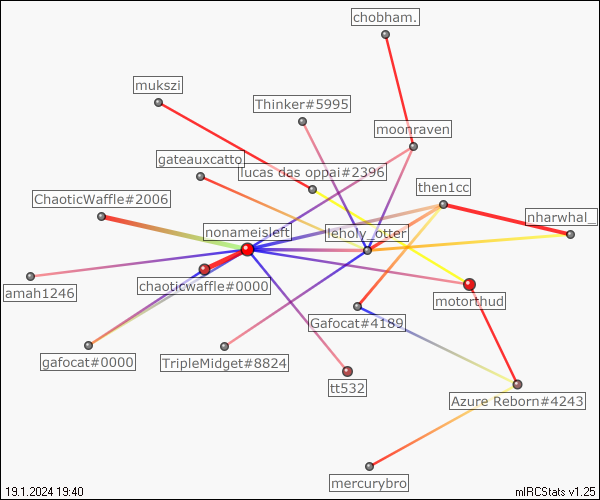 chobham.
mukszi
Thinker#5995
moonraven
gateauxcatto
lucas das oppai#2396
then1cc
ChaoticWaffle#2006
nharwhal_
nonameisleft
leholy_otter
chaoticwaffle#0000
amah1246
motorthud
Gafocat#4189
gafocat#0000
TripleMidget#8824
tt532
Azure Reborn#4243
mercurybro
19.1.2024 19:40
mIRCStats v1.25